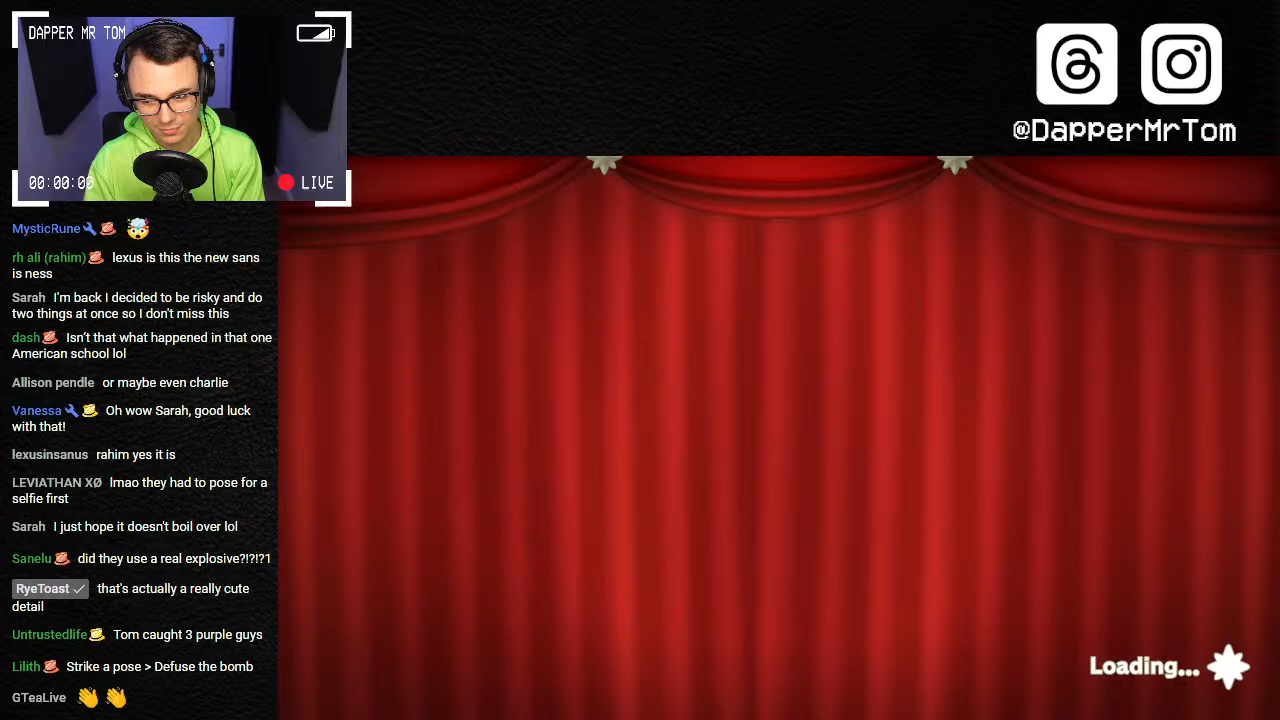 DAPPER MR TOM
00:00:00
LIVE
@DapperMrTom
MysticRune
rh ali (rahim) lexus is this the new sans
is ness
Sarah I'm back I decided to be risky and do
two things at once so I don't miss this
dash Isn't that what happened in that one
American school lol
Allison pendle or maybe even charlie
Vanessa Oh wow Sarah, good luck
with that!
lexusinsanus rahim yes it is
LEVIATHAN XØ lmao they had to pose for a
selfie first
Sarah I just hope it doesn't boil over lol
Sanelu did they use a real explosive?!?!?1
RyeToast that's actually a really cute
detail
Untrustedlife Tom caught 3 purple guys
Lilith Strike a pose > Defuse the bomb
GTeaLive
Loading...